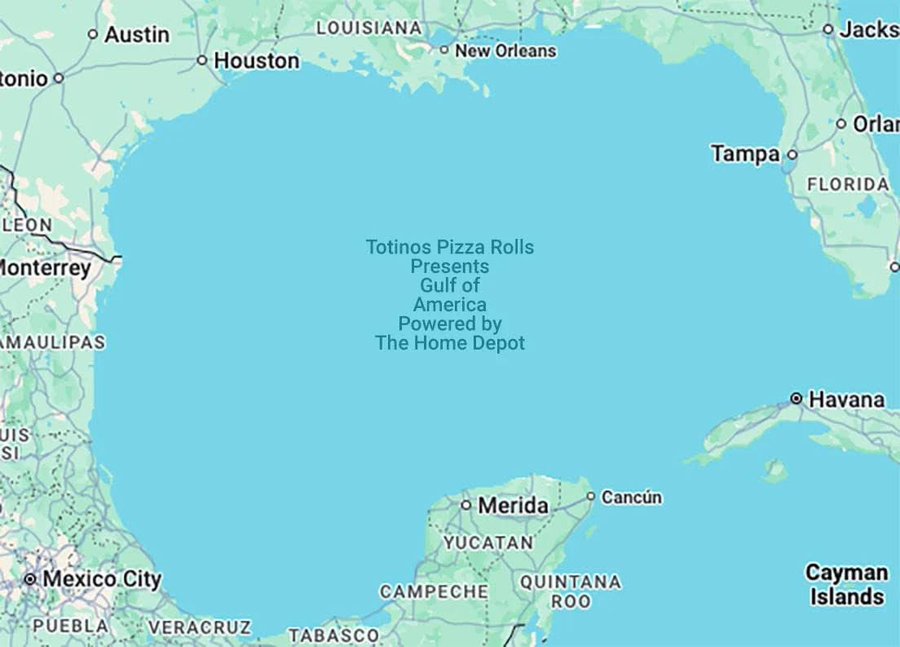 LOUISIANA
Jacks
Austin
New Orleans
Houston
tonio
Orlar
Tampa
FLORIDA
LEON
Totinos Pizza Rolls
Presents
Gulf of
America
Powered by
The Home Depot
Monterrey
AMAULIPAS
Havana
UIS
SI
Merida
Cancún
YUCATAN
Mexico City
Cayman
Islands
CAMPECHE
QUINTANA
ROO
PUEBLA
VERACRUZ
TABASCO